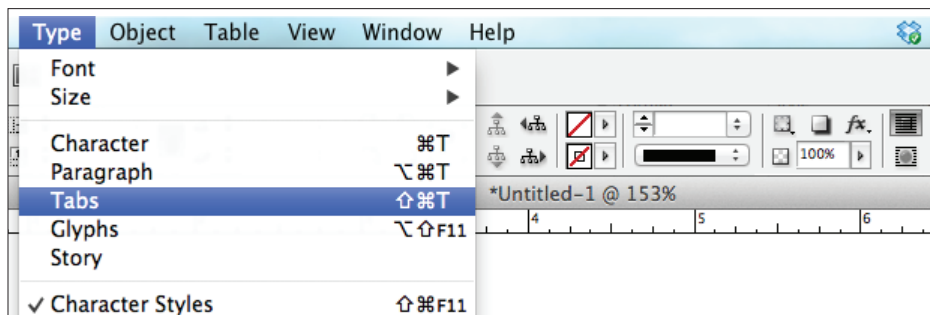 Type Object Table View Window Help
Font
Size
Character ⌘T
Paragraph ⌥⌘T
Tabs ⇧⌘T
Glyphs ⌥⇧F11
Story
✓ Character Styles ⇧⌘F11
fx.
100%
*Untitled-1 @ 153%
4 5 6